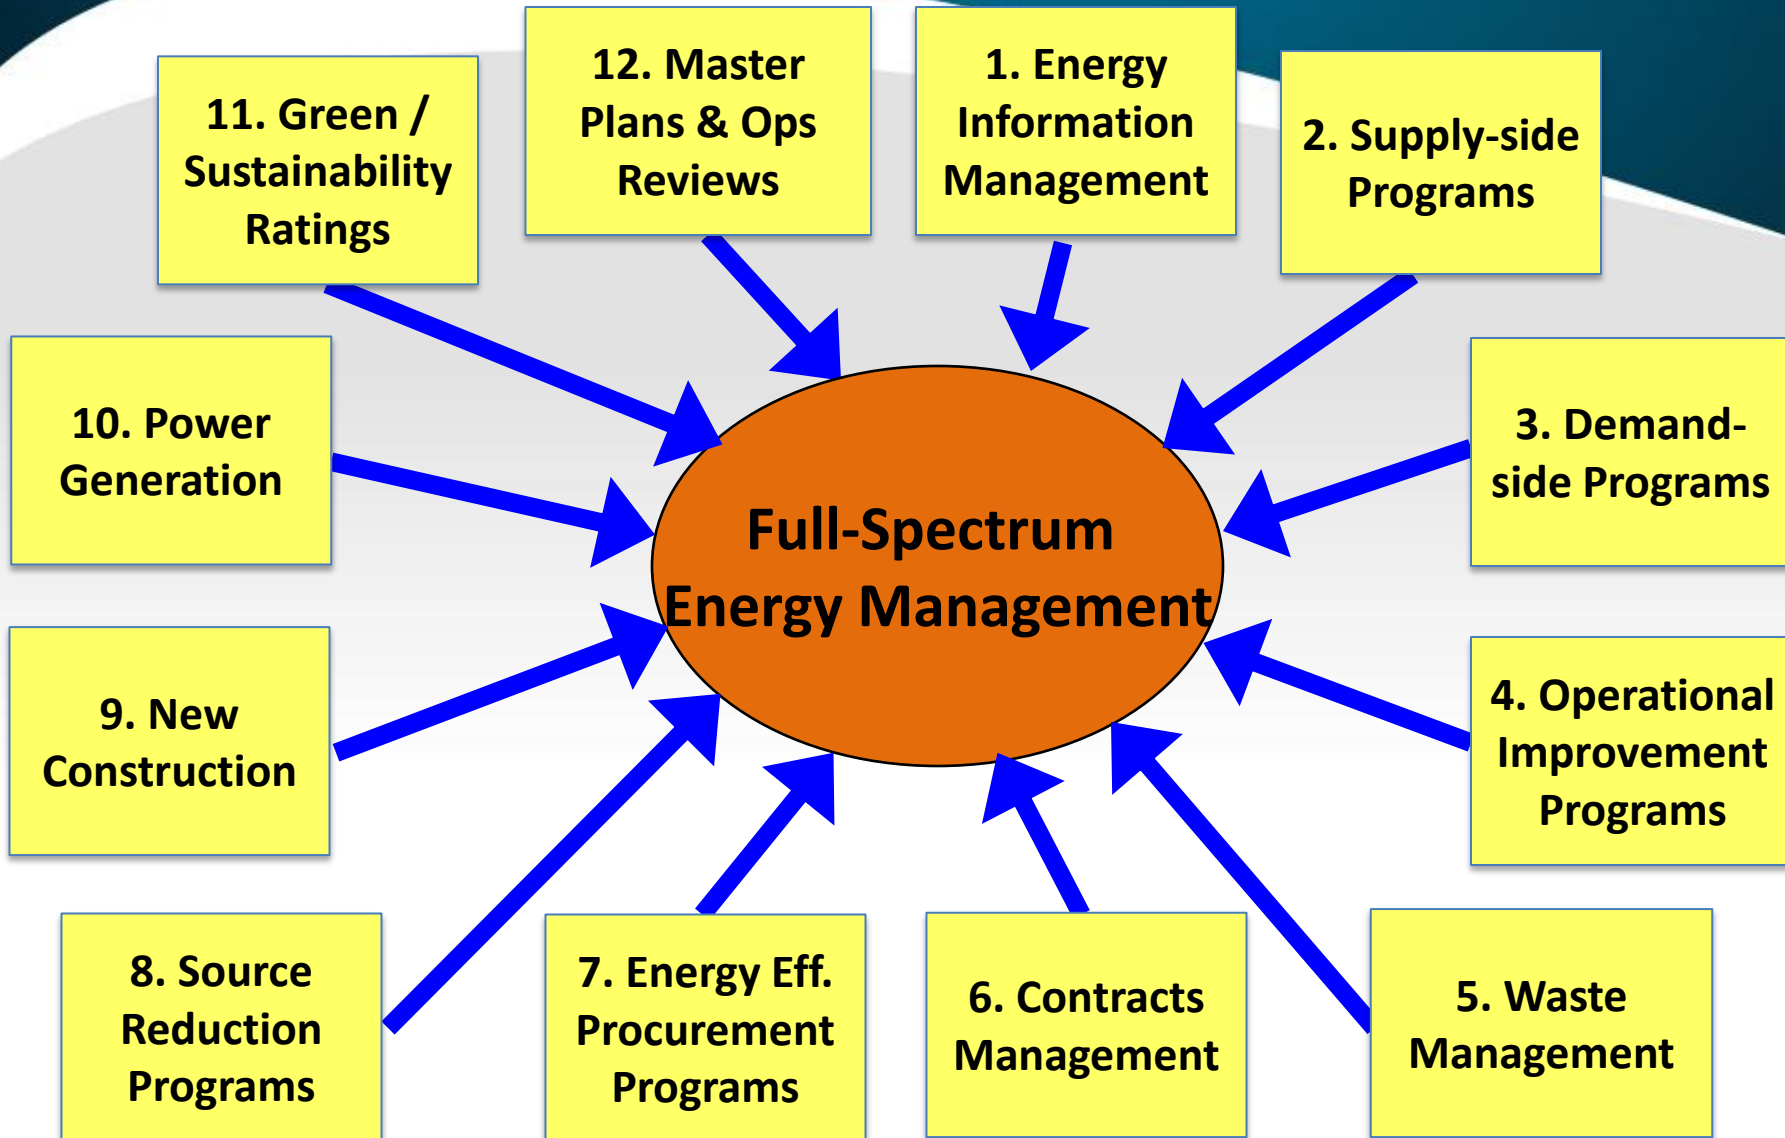 12. Master
Plans & Ops
Reviews
1. Energy
Information
Management
11. Green /
Sustainability
Ratings
2. Supply-side
Programs
10. Power
Generation
3. Demand-
side Programs
Full-Spectrum
Energy Management
9. New
Construction
4. Operational
Improvement
Programs
8. Source
Reduction
Programs
7. Energy Eff.
Procurement
Programs
6. Contracts
Management
5. Waste
Management